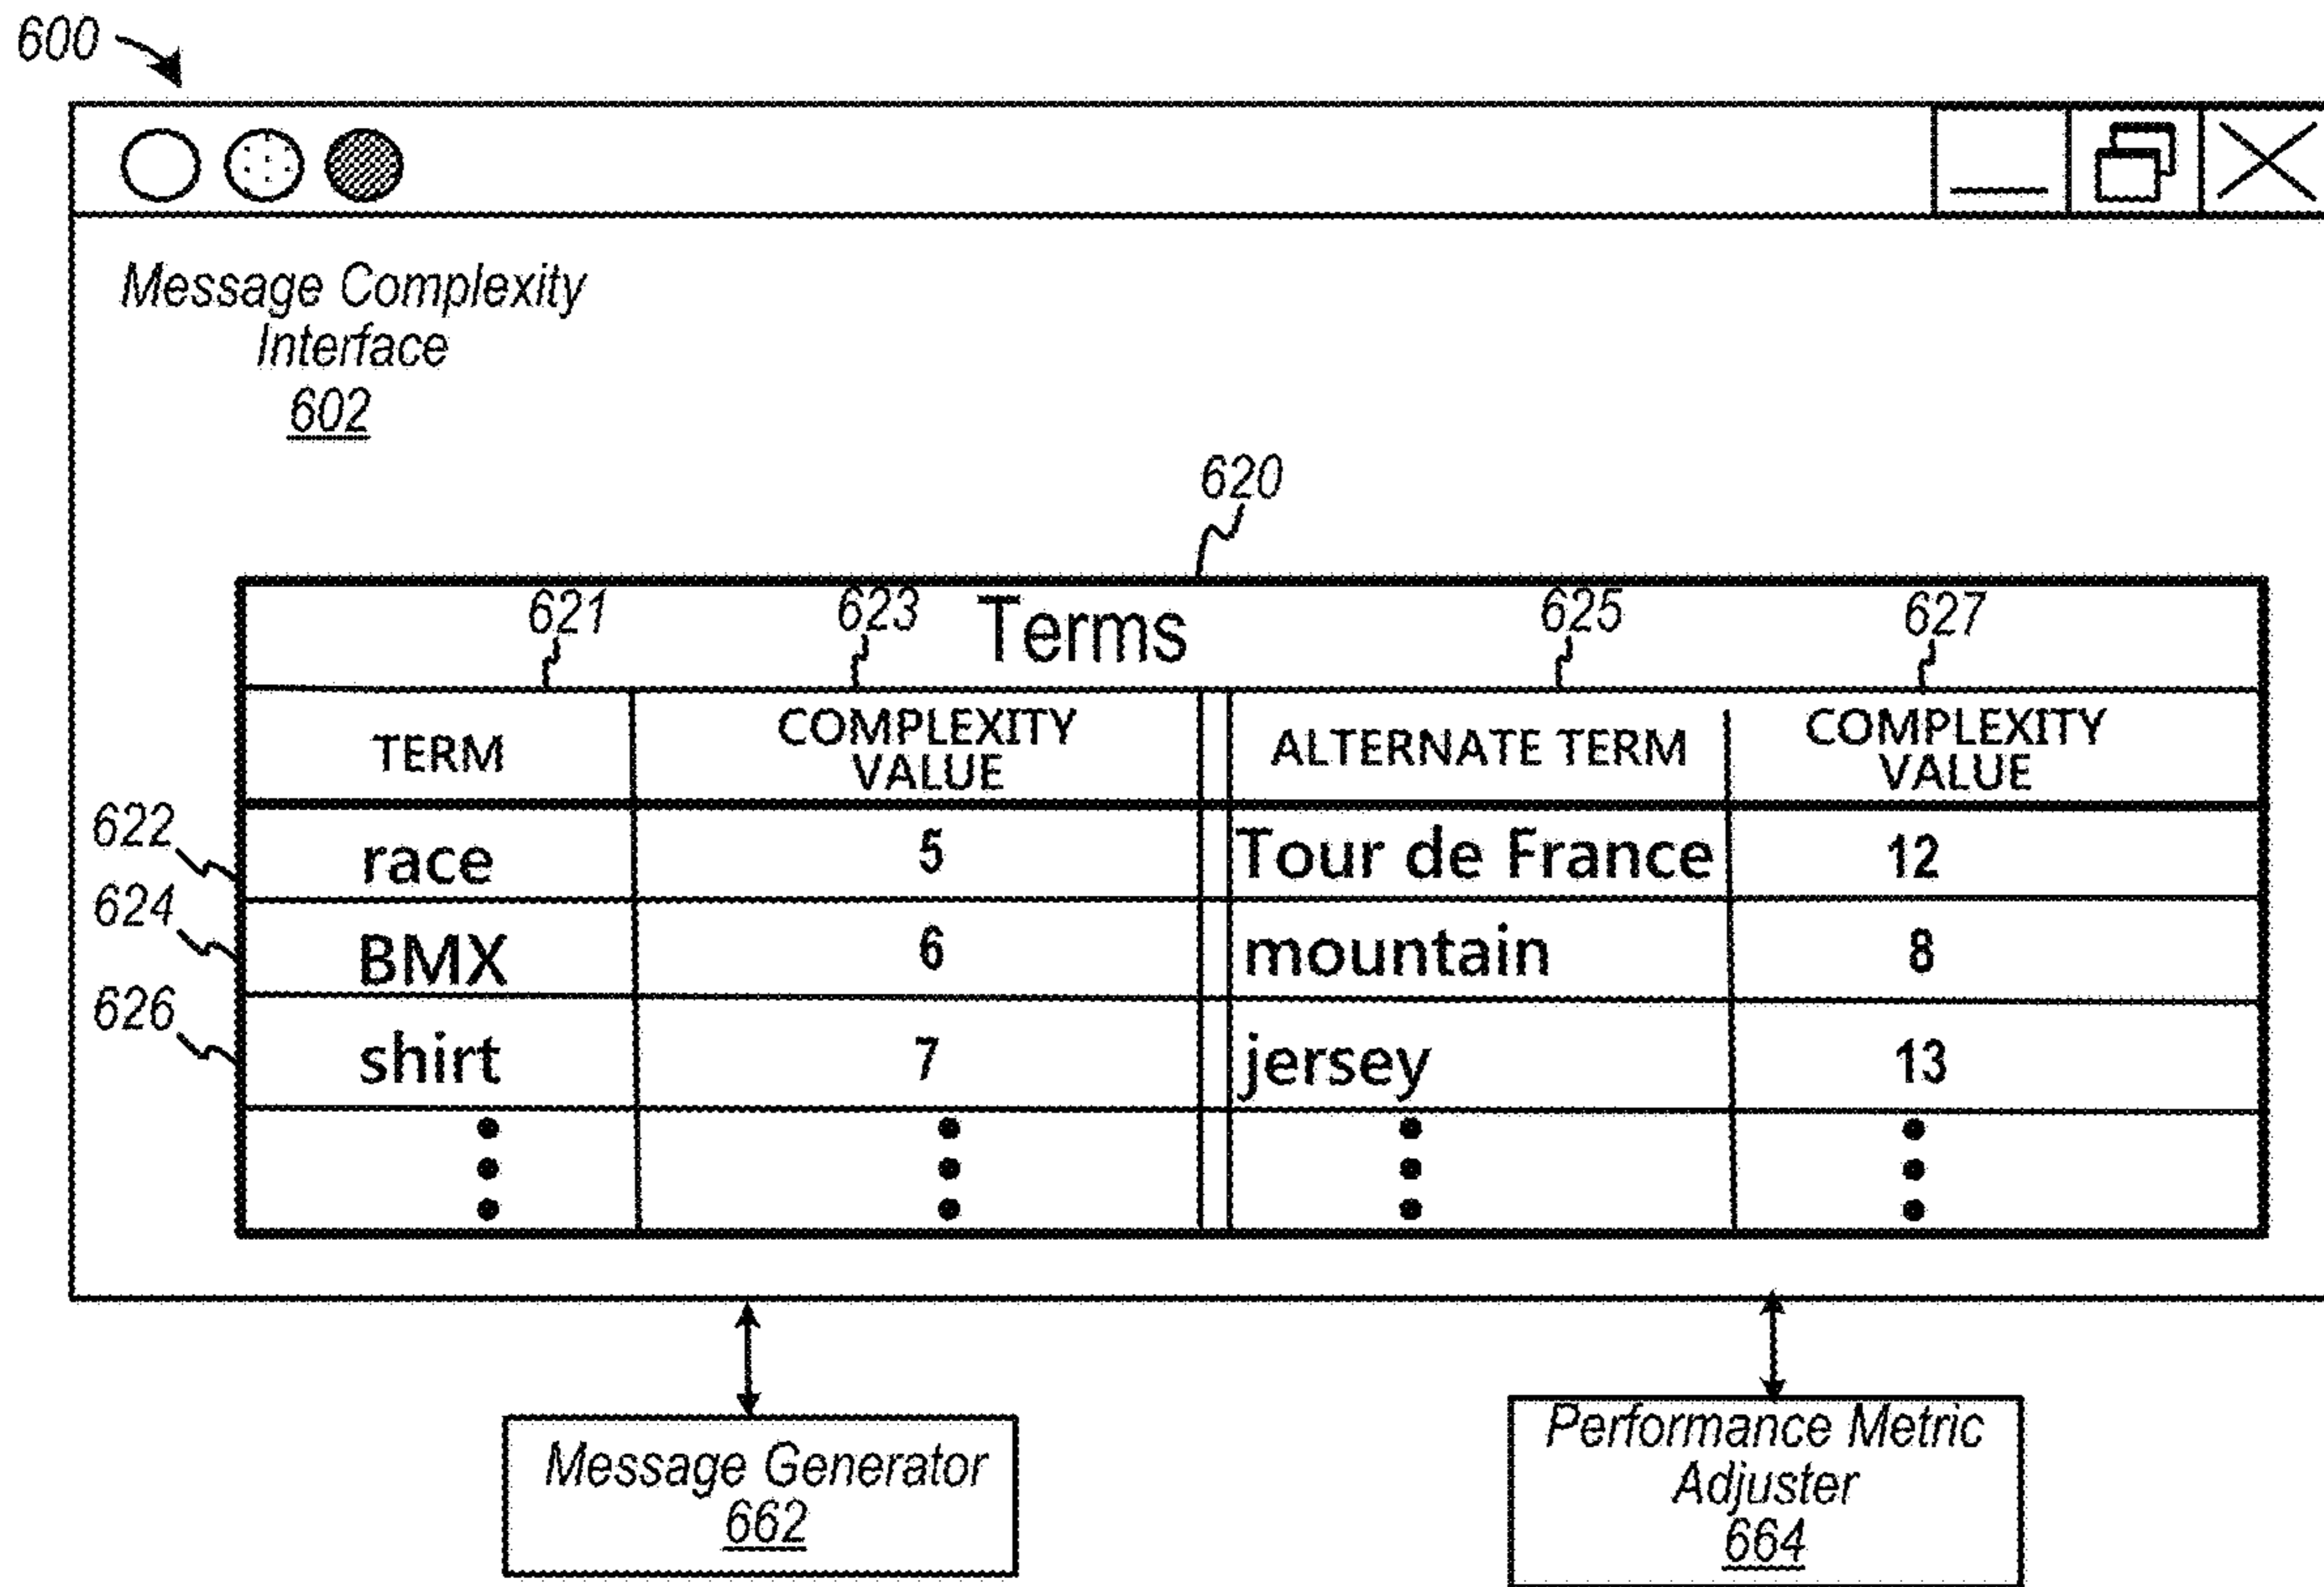 600
Message Complexity
Interface
602
620
621 623 Terms 625 627
TERM COMPLEXITY VALUE ALTERNATE TERM COMPLEXITY VALUE
622 race 5 Tour de France 12
624 BMX 6 mountain 8
626 shirt 7 jersey 13
Message Generator
662
Performance Metric
Adjuster
664